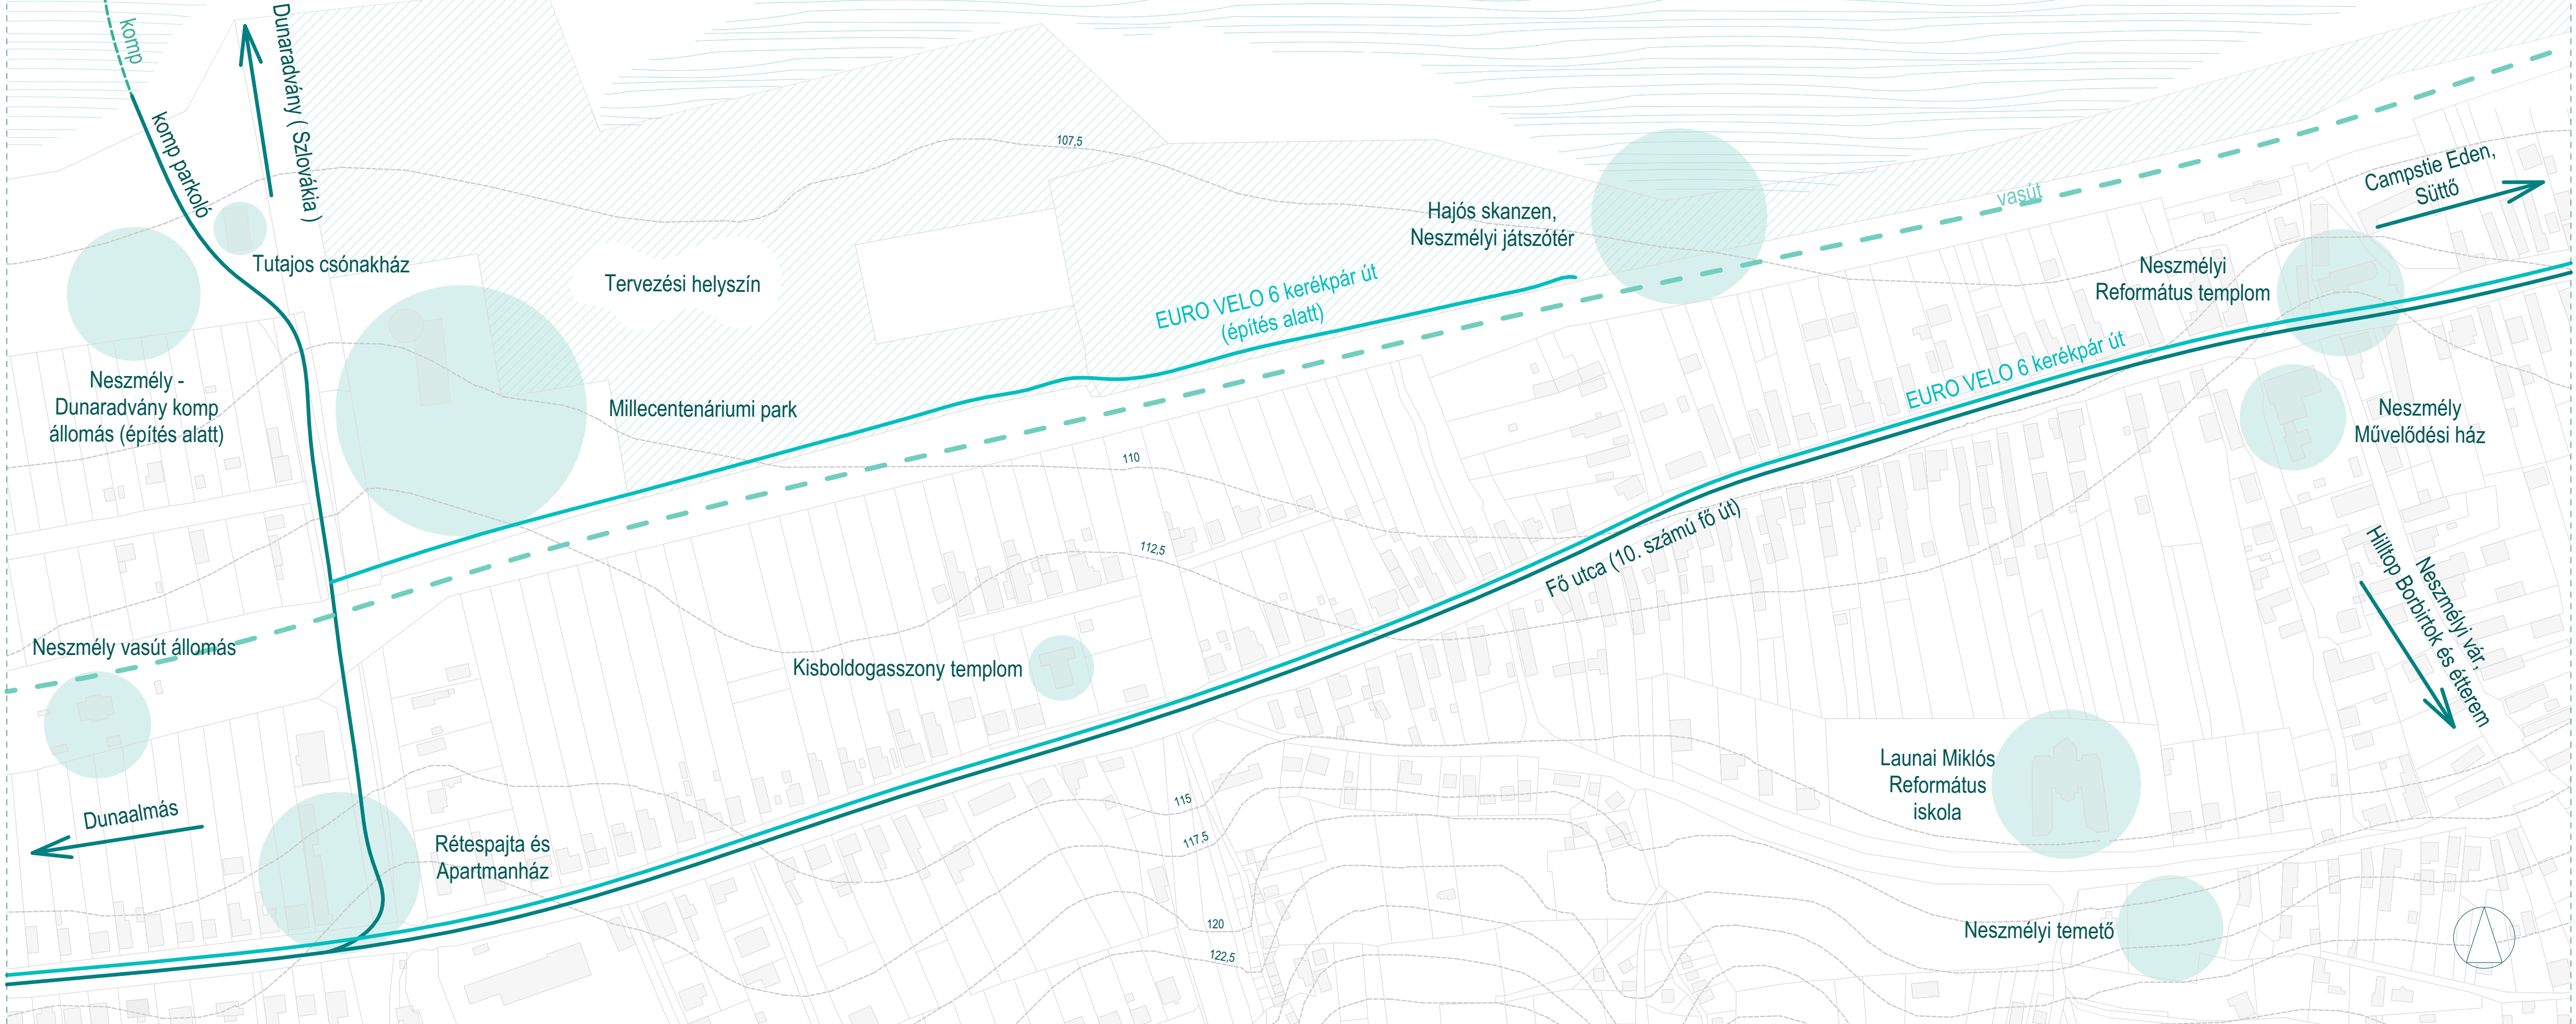 komp
Dunaradvány ( Szlovákia )
komp parkoló
107,5
Campstie Eden,
Süttő
vasút
Hajós skanzen,
Neszmélyi játszótér
Tutajos csónakház
Tervezési helyszín
Neszmélyi
Református templom
EURO VELO 6 kerékpár út
(építés alatt)
EURO VELO 6 kerékpár út
Neszmély -
Dunaradvány komp
állomás (építés alatt)
Millecentenáriumi park
Neszmély
Művelődési ház
110
112,5
Fő utca (10. számú fő út)
Neszmélyi vár,
Hilltop Borbirtok és étterem
Neszmély vasút állomás
Kisboldogasszony templom
Launai Miklós
Református
iskola
Dunaalmás
115
117,5
Rétespajta és
Apartmanház
120
122,5
Neszmélyi temető